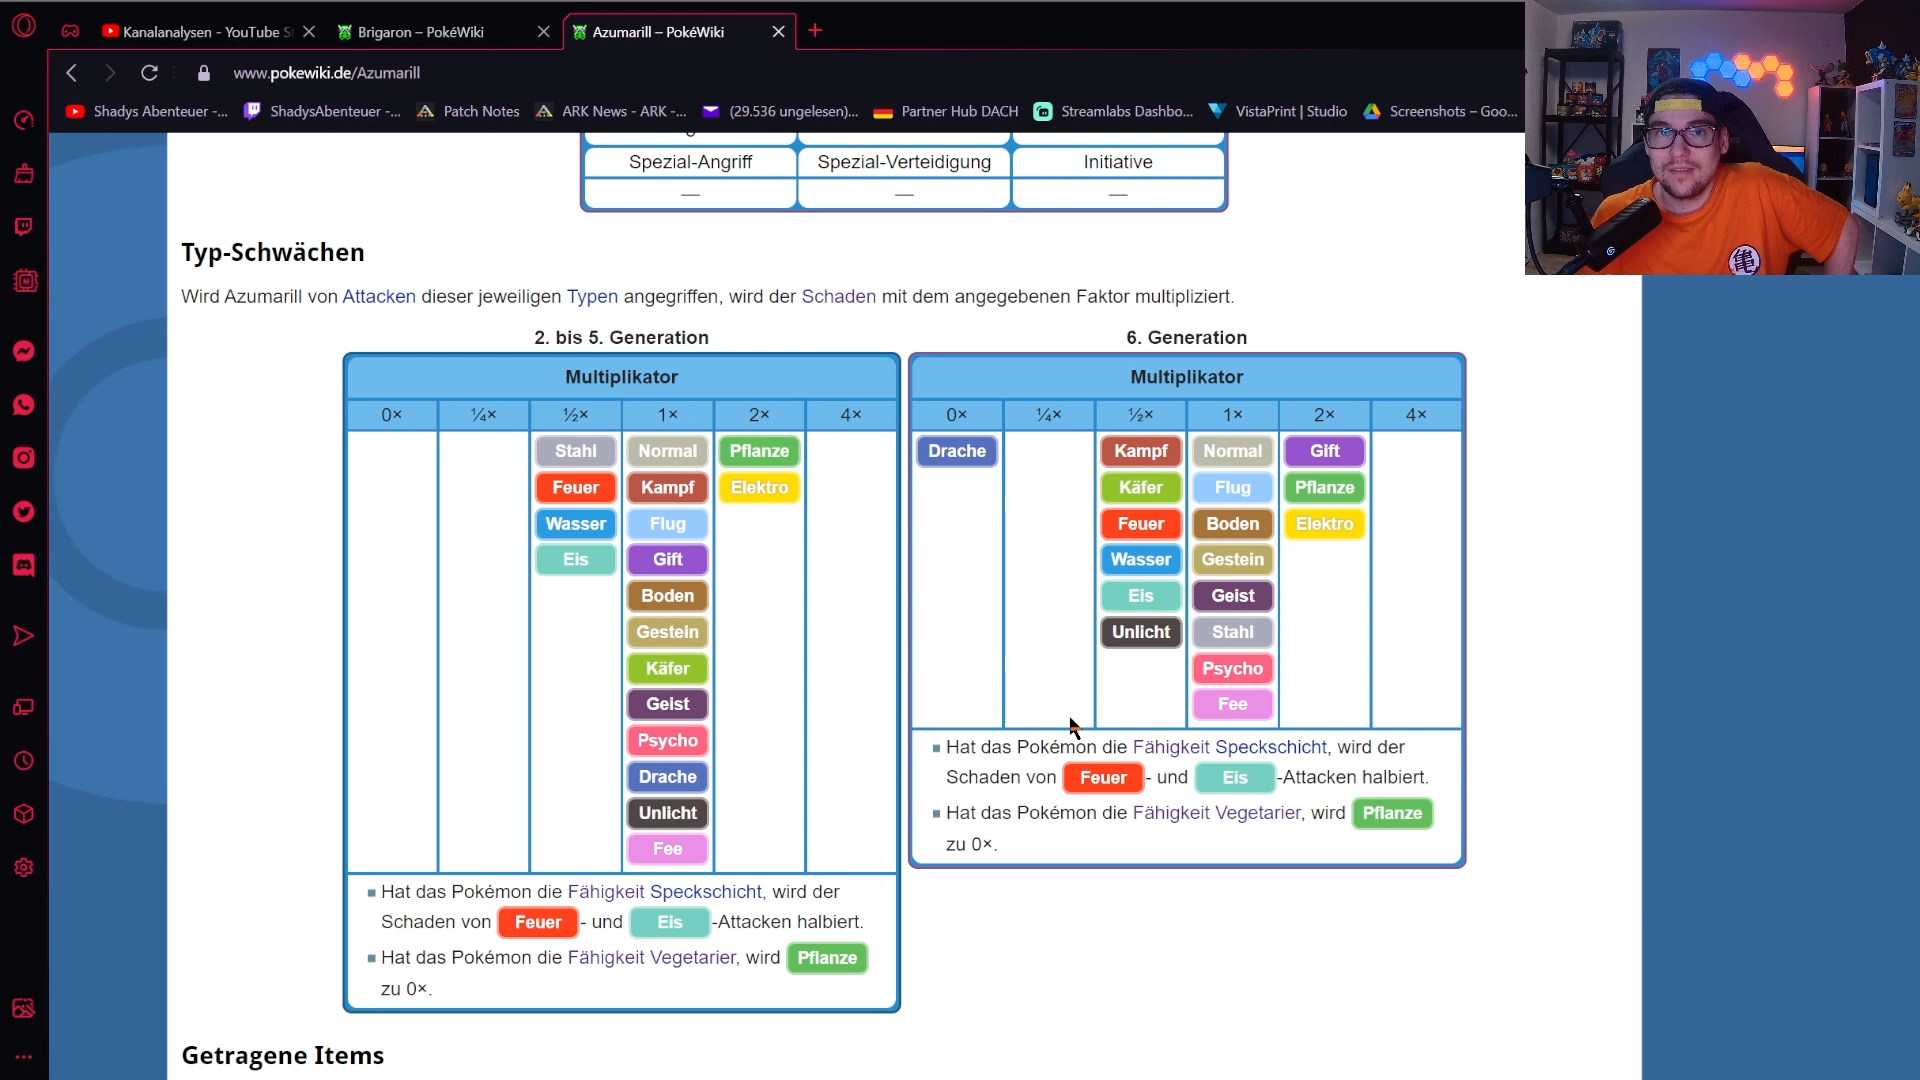 Kanalanalysen - YouTube S
Brigaron – PokéWiki
Azumarill – PokéWiki
www.pokewiki.de/Azumarill
Shadys Abenteuer -...
ShadysAbenteuer -...
Patch Notes
ARK News - ARK -...
(29.536 ungelesen)...
Partner Hub DACH
Streamlabs Dashbo...
VistaPrint | Studio
Screenshots – Goo...
Spezial-Angriff Spezial-Verteidigung Initiative
— — —
Typ-Schwächen
Wird Azumarill von Attacken dieser jeweiligen Typen angegriffen, wird der Schaden mit dem angegebenen Faktor multipliziert.
2. bis 5. Generation
Multiplikator
0× ¼× ½× 1× 2× 4×
Stahl Normal Pflanze
Feuer Kampf Elektro
Wasser Flug
Eis Gift
Boden
Gestein
Käfer
Geist
Psycho
Drache
Unlicht
Fee
Hat das Pokémon die Fähigkeit Speckschicht, wird der
Schaden von Feuer - und Eis -Attacken halbiert.
Hat das Pokémon die Fähigkeit Vegetarier, wird Pflanze
zu 0×.
6. Generation
Multiplikator
0× ¼× ½× 1× 2× 4×
Drache Kampf Normal Gift
Käfer Flug Pflanze
Feuer Boden Elektro
Wasser Gestein
Eis Geist
Unlicht Stahl
Psycho
Fee
Hat das Pokémon die Fähigkeit Speckschicht, wird der
Schaden von Feuer - und Eis -Attacken halbiert.
Hat das Pokémon die Fähigkeit Vegetarier, wird Pflanze
zu 0×.
Getragene Items
亀